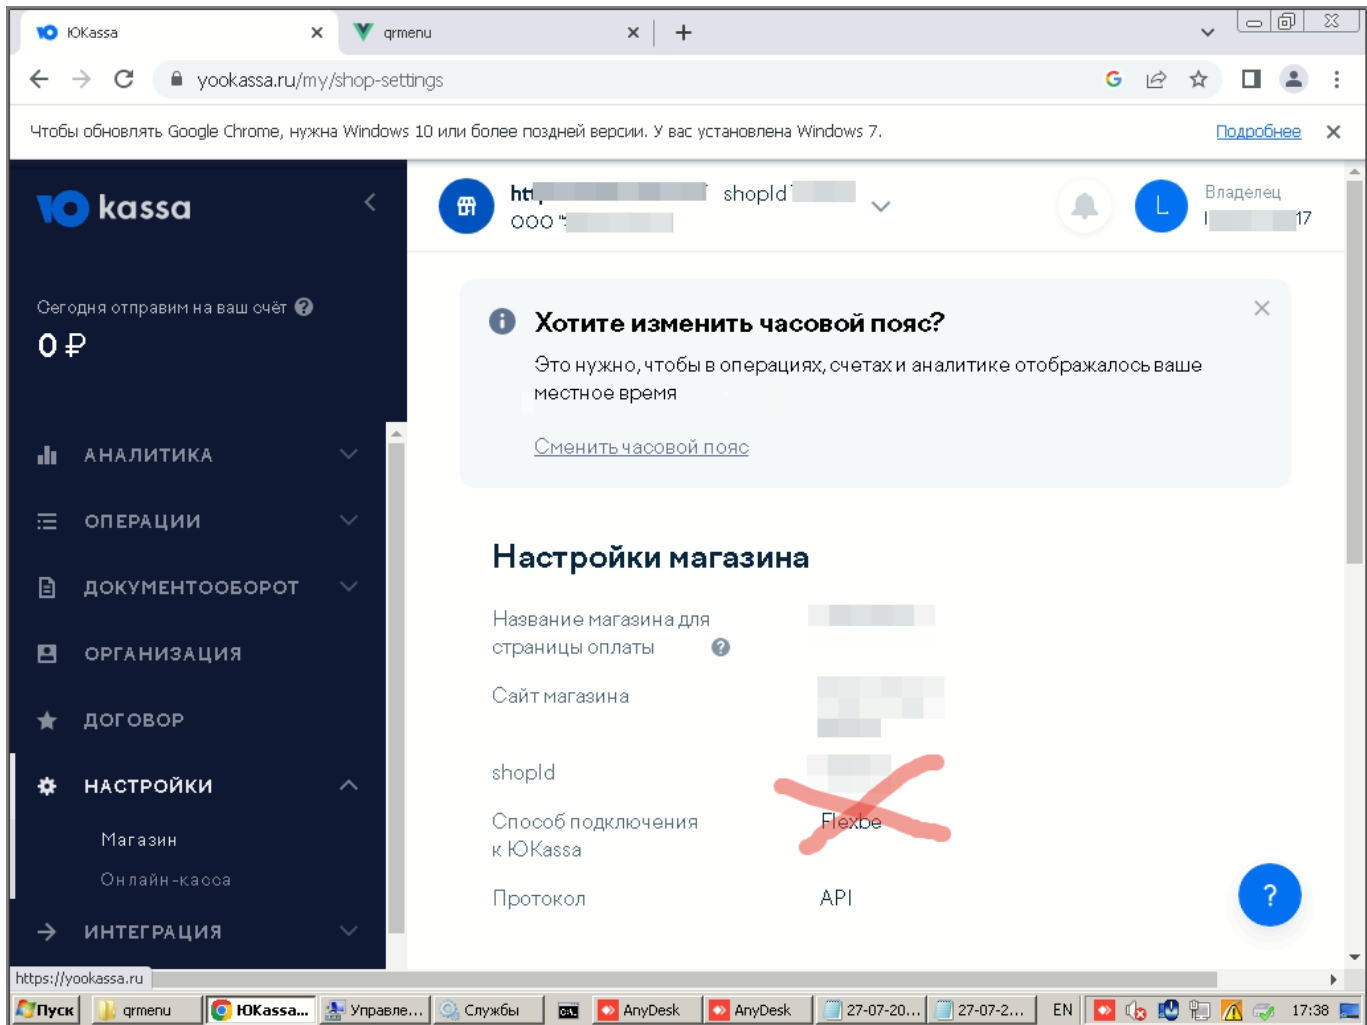 ЮKassa
qrmenu
yookassa.ru/my/shop-settings
Чтобы обновлять Google Chrome, нужна Windows 10 или более поздней версии. У вас установлена Windows 7.
Подробнее
Ю kassa
htt
shopId
ООО "
L
Владелец
17
Сегодня отправим на ваш счёт
0 ₽
Хотите изменить часовой пояс?
Это нужно, чтобы в операциях, счетах и аналитике отображалось ваше
местное время
Сменить часовой пояс
АНАЛИТИКА
ОПЕРАЦИИ
ДОКУМЕНТООБОРОТ
ОРГАНИЗАЦИЯ
ДОГОВОР
НАСТРОЙКИ
Магазин
Онлайн-касса
ИНТЕГРАЦИЯ
Настройки магазина
Название магазина для
страницы оплаты
Сайт магазина
shopId
Способ подключения
к ЮKassa
Flexbe
Протокол
API
https://yookassa.ru
Пуск
qrmenu
ЮKassa...
Управле...
Службы
AnyDesk
AnyDesk
27-07-20...
27-07-2...
EN
17:38